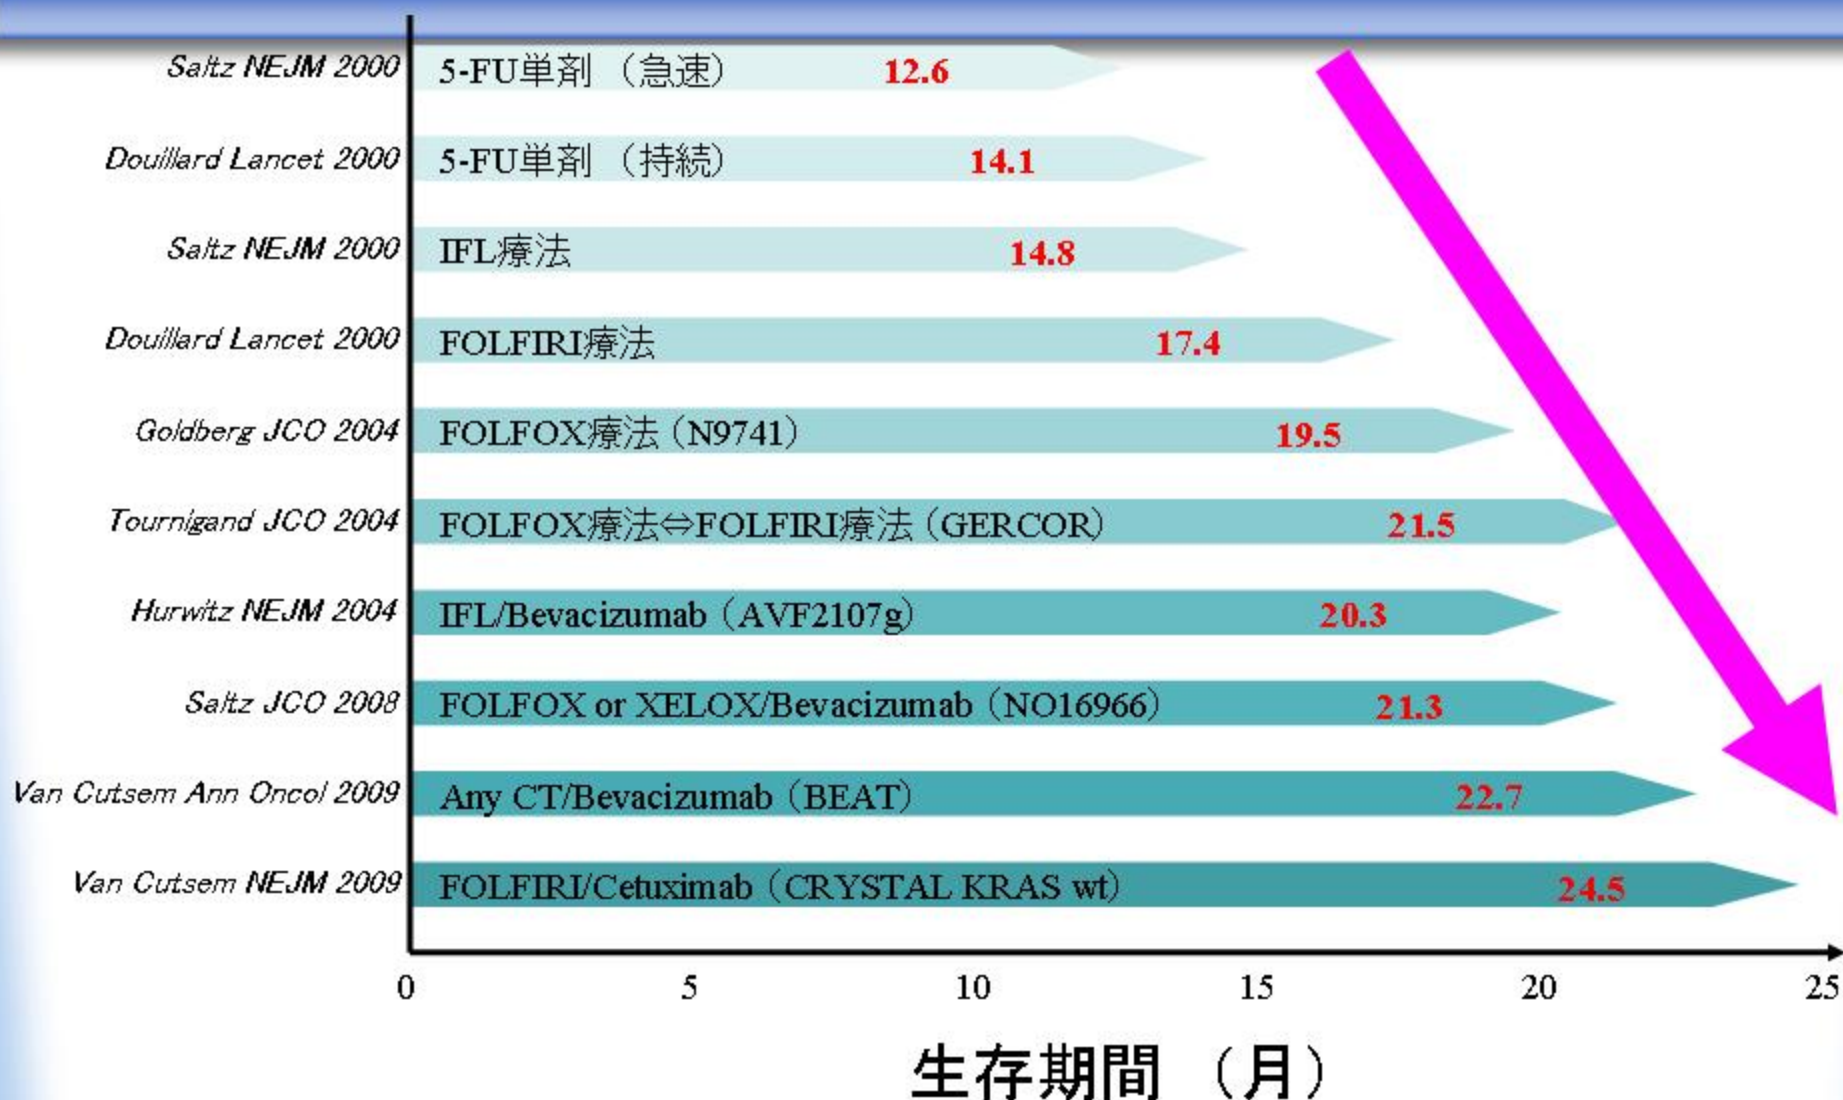 Saltz NEJM 2000 5-FU単剤 （急速） 12.6
Douillard Lancet 2000 5-FU単剤 （持続） 14.1
Saltz NEJM 2000 IFL療法 14.8
Douillard Lancet 2000 FOLFIRI療法 17.4
Goldberg JCO 2004 FOLFOX療法（N9741） 19.5
Tournigand JCO 2004 FOLFOX療法⇔FOLFIRI療法（GERCOR） 21.5
Hurwitz NEJM 2004 IFL/Bevacizumab（AVF2107g） 20.3
Saltz JCO 2008 FOLFOX or XELOX/Bevacizumab（NO16966） 21.3
Van Cutsem Ann Oncol 2009 Any CT/Bevacizumab（BEAT） 22.7
Van Cutsem NEJM 2009 FOLFIRI/Cetuximab（CRYSTAL KRAS wt） 24.5
0 5 10 15 20 25
生存期間 （月）